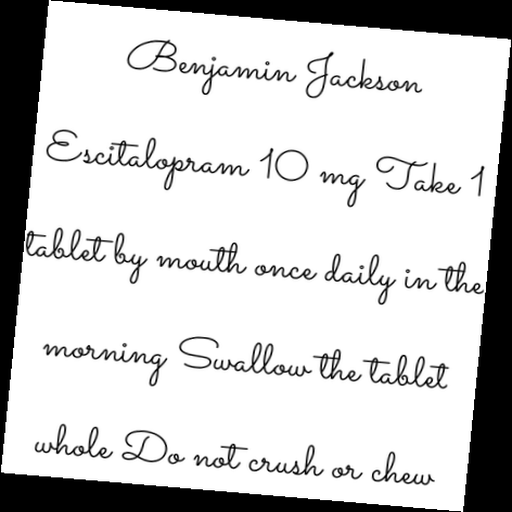 Benjamin Jackson
Escitalopram 10 mg Take 1
tablet by mouth once daily in the
morning Swallow the tablet
whole Do not crush or chew